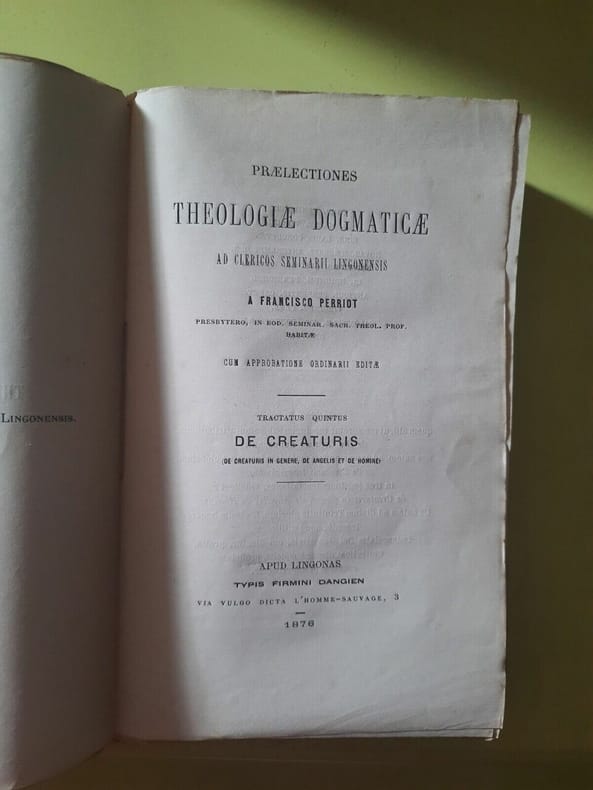 Lingonensis.
PRÆLECTIONES
THEOLOGIÆ DOGMATICÆ
AD CLERICOS SEMINARII LINGONENSIS
A FRANCISCO PERRIOT
PRESBYTERO, IN EOD. SEMINAR. SACR. THEOL. PROF.
HABITÆ
CUM APPROBATIONE ORDINARII EDITÆ
TRACTATUS QUINTUS
DE CREATURIS
(DE CREATURIS IN GENERE, DE ANGELIS ET DE HOMINE)
APUD LINGONAS
TYPIS FIRMINI DANGIEN
VIA VULGO DICTA L'HOMME-SAUVAGE, 3
1876